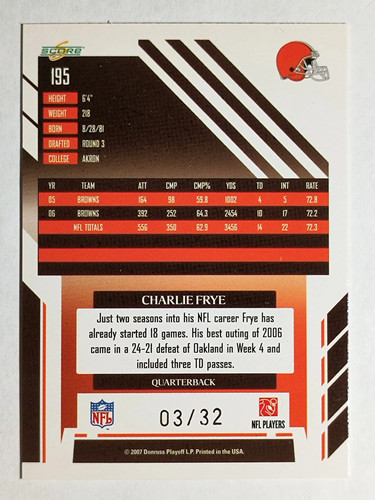 SCORE
195
HEIGHT 6'4"
WEIGHT 218
BORN 8/28/81
DRAFTED ROUND 3
COLLEGE AKRON
YR TEAM ATT CMP CMP% YDS TD INT RATE
05 BROWNS 164 98 59.8 1002 4 5 72.8
06 BROWNS 392 252 64.3 2454 10 17 72.2
NFL TOTALS 556 350 62.9 3456 14 22 72.3
CHARLIE FRYE
Just two seasons into his NFL career Frye has
already started 18 games. His best outing of 2006
came in a 24-21 defeat of Oakland in Week 4 and
included three TD passes.
QUARTERBACK
NFL
03/32
NFL PLAYERS
© 2007 Donruss Playoff L.P. Printed in the USA.